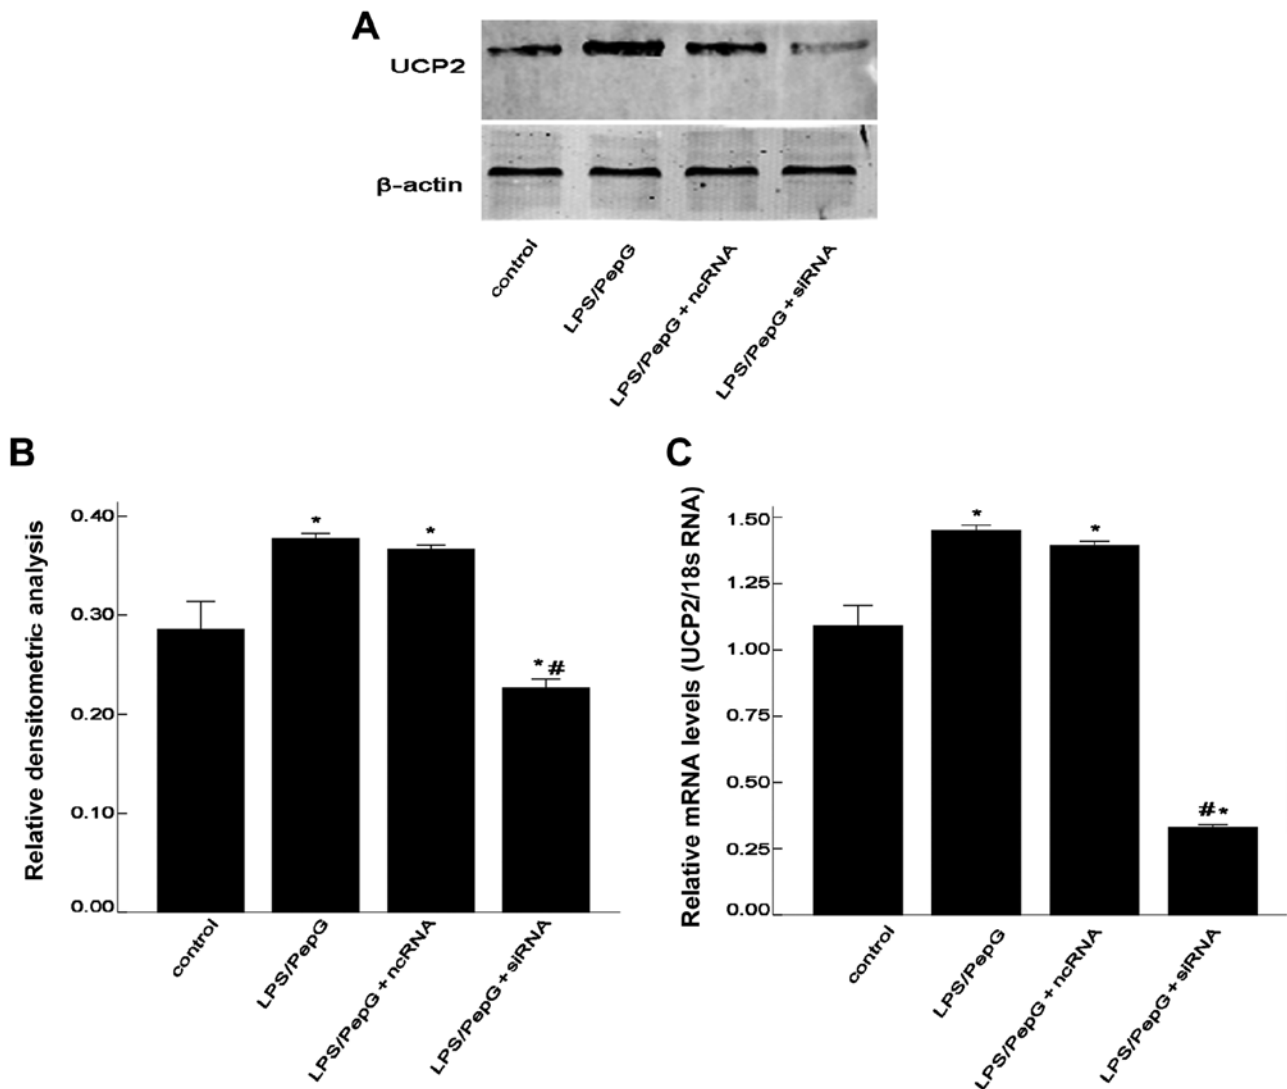 A
UCP2
β-actin
control
LPS/PepG
LPS/PepG + ncRNA
LPS/PepG + siRNA
B
Relative densitometric analysis
0.40
0.30
0.20
0.10
0.00
*
*
* #
control
LPS/PepG
LPS/PepG + ncRNA
LPS/PepG + siRNA
C
Relative mRNA levels (UCP2/18s RNA)
1.50
1.25
1.00
0.75
0.50
0.25
0.00
*
*
# *
control
LPS/PepG
LPS/PepG + ncRNA
LPS/PepG + siRNA